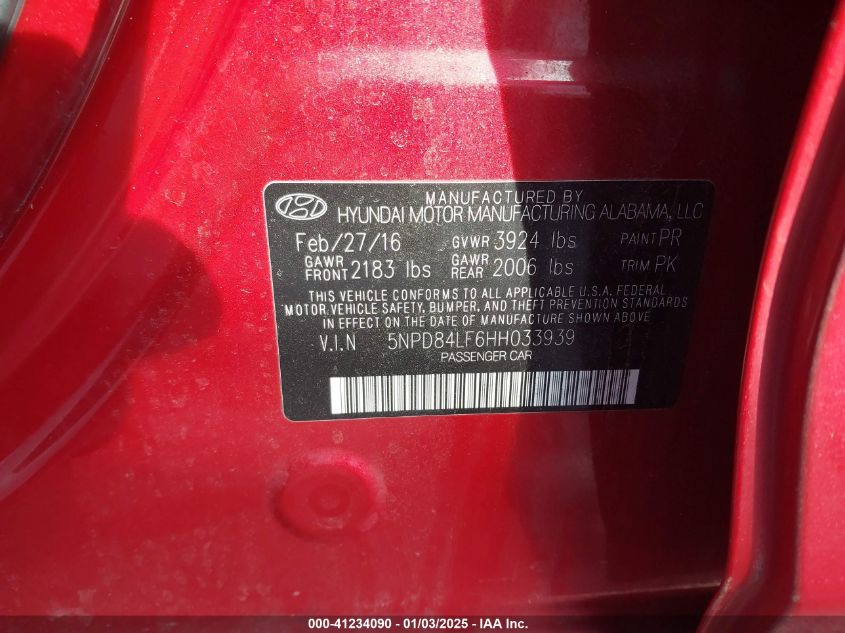 MANUFACTURED BY
HYUNDAI MOTOR MANUFACTURING ALABAMA, LLC
Feb/27/16 GVWR 3924 lbs PAINT PR
GAWR FRONT 2183 lbs GAWR REAR 2006 lbs TRIM PK
THIS VEHICLE CONFORMS TO ALL APPLICABLE U.S.A. FEDERAL
MOTOR VEHICLE SAFETY, BUMPER, AND THEFT PREVENTION STANDARDS
IN EFFECT ON THE DATE OF MANUFACTURE SHOWN ABOVE.
V.I.N 5NPD84LF6HH033939
PASSENGER CAR
000-41234090 - 01/03/2025 - IAA Inc.